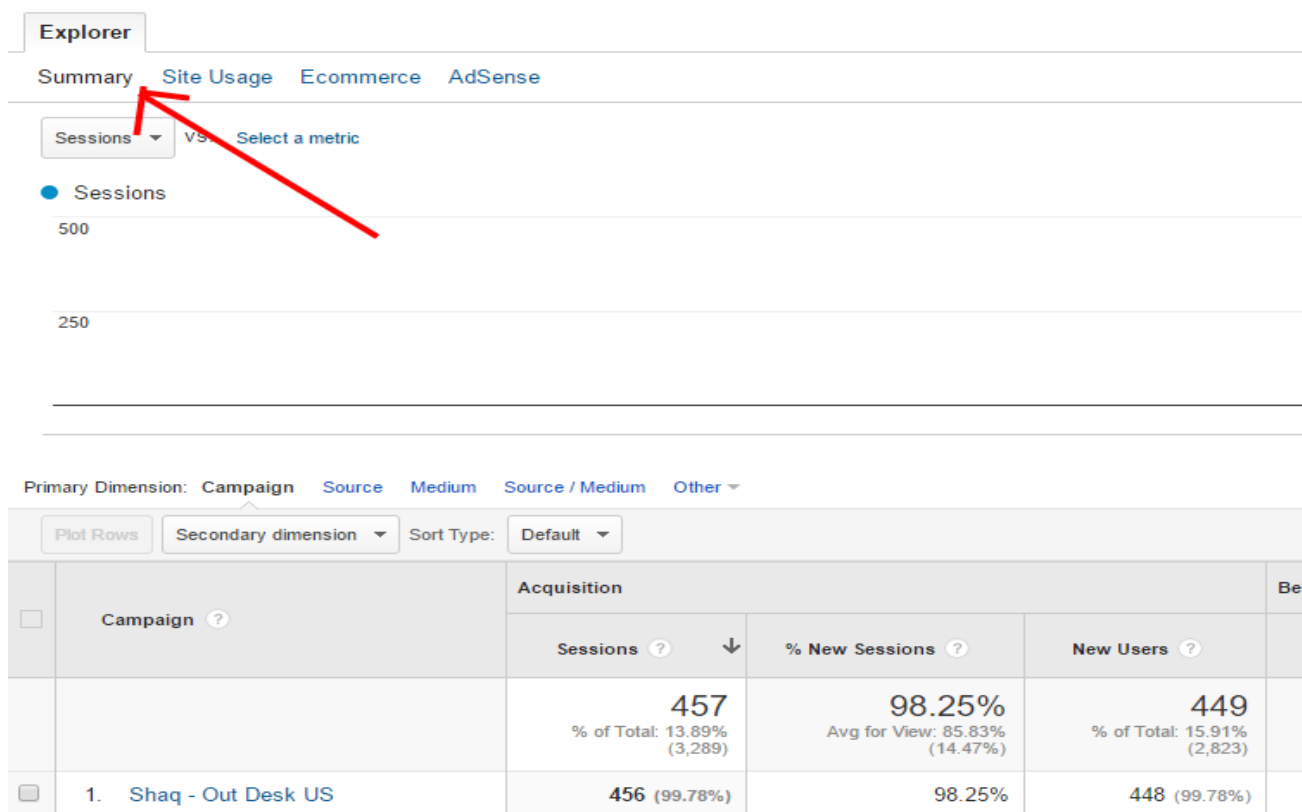 Explorer
Summary Site Usage Ecommerce AdSense
Sessions VS. Select a metric
Sessions
500
250
Primary Dimension: Campaign Source Medium Source / Medium Other
Plot Rows Secondary dimension Sort Type: Default
Acquisition Be
Campaign ?
Sessions ? % New Sessions ? New Users ?
457 98.25% 449
% of Total: 13.89% Avg for View: 85.83% % of Total: 15.91%
(3,289) (14.47%) (2,823)
1. Shaq - Out Desk US 456 (99.78%) 98.25% 448 (99.78%)